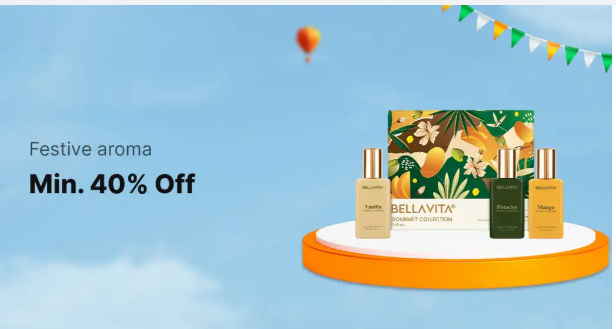 Festive aroma
Min. 40% Off
BELLAVITA®
GOURMET COLLECTION
BELLAVITA
Vanilla
BELLAVITA
Pistachio
BELLAVITA
Mango